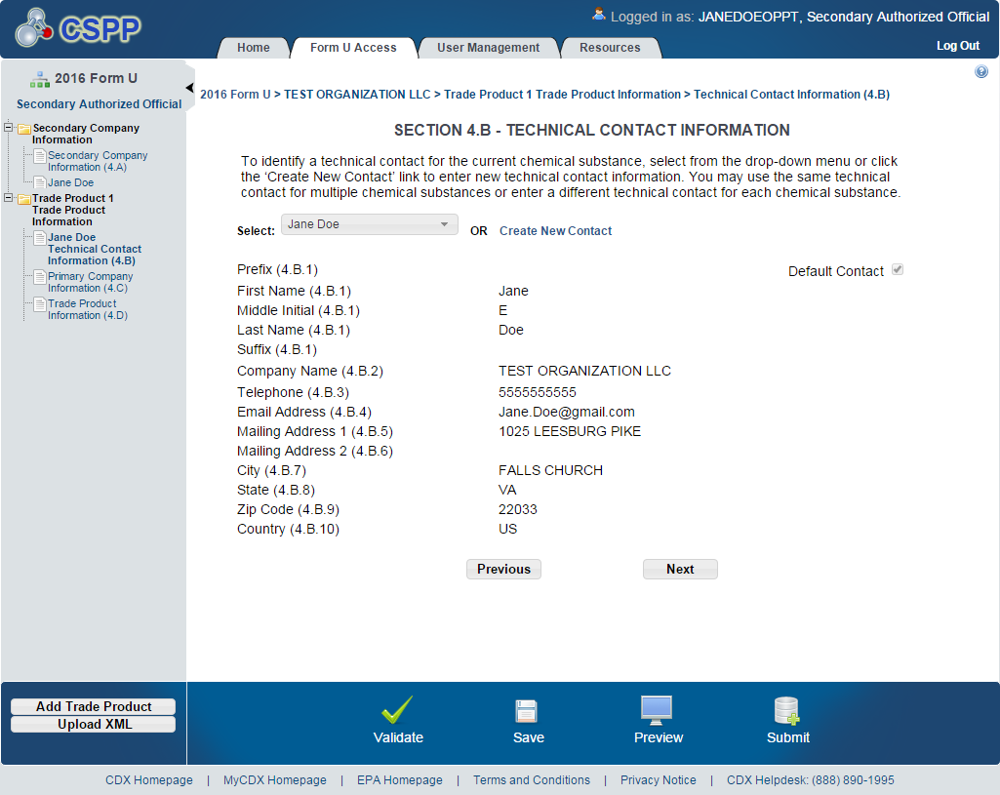 CSPP
Logged in as: JANEDOEOPPT, Secondary Authorized Official
Home
Form U Access
User Management
Resources
Log Out
2016 Form U
Secondary Authorized Official
Secondary Company
Information
Secondary Company
Information (4.A)
Jane Doe
Trade Product 1
Trade Product
Information
Jane Doe
Technical Contact
Information (4.B)
Primary Company
Information (4.C)
Trade Product
Information (4.D)
?
2016 Form U > TEST ORGANIZATION LLC > Trade Product 1 Trade Product Information > Technical Contact Information (4.B)
SECTION 4.B - TECHNICAL CONTACT INFORMATION
To identify a technical contact for the current chemical substance, select from the drop-down menu or click
the ‘Create New Contact’ link to enter new technical contact information. You may use the same technical
contact for multiple chemical substances or enter a different technical contact for each chemical substance.
Select: Jane Doe OR Create New Contact
Prefix (4.B.1)
Default Contact
First Name (4.B.1) Jane
Middle Initial (4.B.1) E
Last Name (4.B.1) Doe
Suffix (4.B.1)
Company Name (4.B.2) TEST ORGANIZATION LLC
Telephone (4.B.3) 5555555555
Email Address (4.B.4) Jane.Doe@gmail.com
Mailing Address 1 (4.B.5) 1025 LEESBURG PIKE
Mailing Address 2 (4.B.6)
City (4.B.7) FALLS CHURCH
State (4.B.8) VA
Zip Code (4.B.9) 22033
Country (4.B.10) US
Previous
Next
Add Trade Product
Upload XML
Validate
Save
Preview
Submit
CDX Homepage | MyCDX Homepage | EPA Homepage | Terms and Conditions | Privacy Notice | CDX Helpdesk: (888) 890-1995